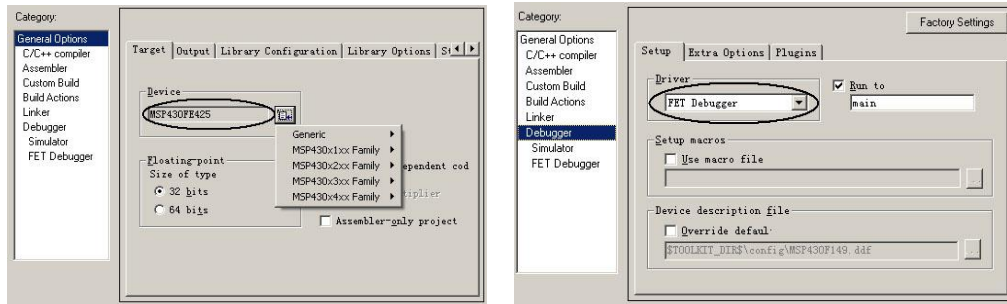 Category:
General Options
C/C++ compiler
Assembler
Custom Build
Build Actions
Linker
Debugger
Simulator
FET Debugger
Target
Output
Library Configuration
Library Options
Device
MSP430FE425
Generic
MSP430x1xx Family
MSP430x2xx Family
MSP430x3xx Family
MSP430x4xx Family
Floating-point
Size of type
32 bits
64 bits
ependent cod
tiplier
Assembler-only project
Category:
Factory Settings
General Options
C/C++ compiler
Assembler
Custom Build
Build Actions
Linker
Debugger
Simulator
FET Debugger
Setup
Extra Options
Plugins
Driver
FET Debugger
Run to
main
Setup macros
Use macro file
...
Device description file
Override defaul
$TOOLKIT_DIR$\config\MSP430F149.ddf
...